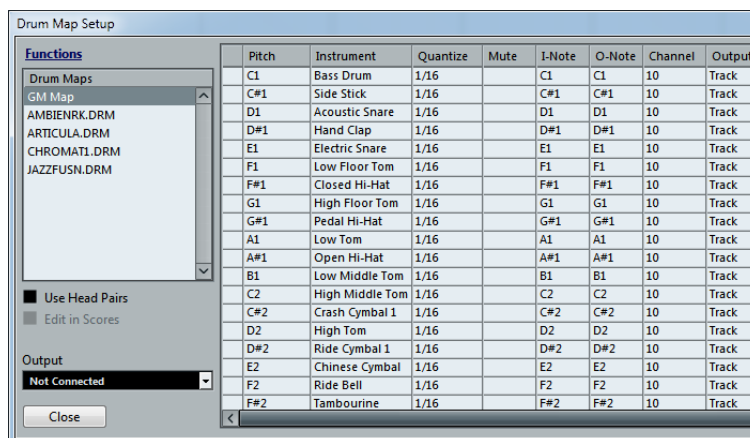 Drum Map Setup
Functions
Drum Maps
GM Map
AMBIENRK.DRM
ARTICULA.DRM
CHROMAT1.DRM
JAZZFUSN.DRM
Use Head Pairs
Edit in Scores
Output
Not Connected
Close
Pitch Instrument Quantize Mute I-Note O-Note Channel Output
C1 Bass Drum 1/16 C1 C1 10 Track
C#1 Side Stick 1/16 C#1 C#1 10 Track
D1 Acoustic Snare 1/16 D1 D1 10 Track
D#1 Hand Clap 1/16 D#1 D#1 10 Track
E1 Electric Snare 1/16 E1 E1 10 Track
F1 Low Floor Tom 1/16 F1 F1 10 Track
F#1 Closed Hi-Hat 1/16 F#1 F#1 10 Track
G1 High Floor Tom 1/16 G1 G1 10 Track
G#1 Pedal Hi-Hat 1/16 G#1 G#1 10 Track
A1 Low Tom 1/16 A1 A1 10 Track
A#1 Open Hi-Hat 1/16 A#1 A#1 10 Track
B1 Low Middle Tom 1/16 B1 B1 10 Track
C2 High Middle Tom 1/16 C2 C2 10 Track
C#2 Crash Cymbal 1 1/16 C#2 C#2 10 Track
D2 High Tom 1/16 D2 D2 10 Track
D#2 Ride Cymbal 1 1/16 D#2 D#2 10 Track
E2 Chinese Cymbal 1/16 E2 E2 10 Track
F2 Ride Bell 1/16 F2 F2 10 Track
F#2 Tambourine 1/16 F#2 F#2 10 Track